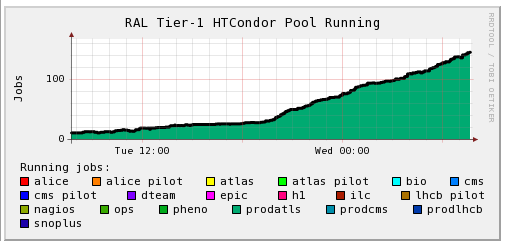 RAL Tier-1 HTCondor Pool Running
RRDTOOL / TOBI OETIKER
Jobs
100
0
Tue 12:00 Wed 00:00
Running jobs:
alice alice pilot atlas atlas pilot bio cms
cms pilot dteam epic h1 ilc lhcb pilot
nagios ops pheno prodatls prodcms prodlhcb
snoplus